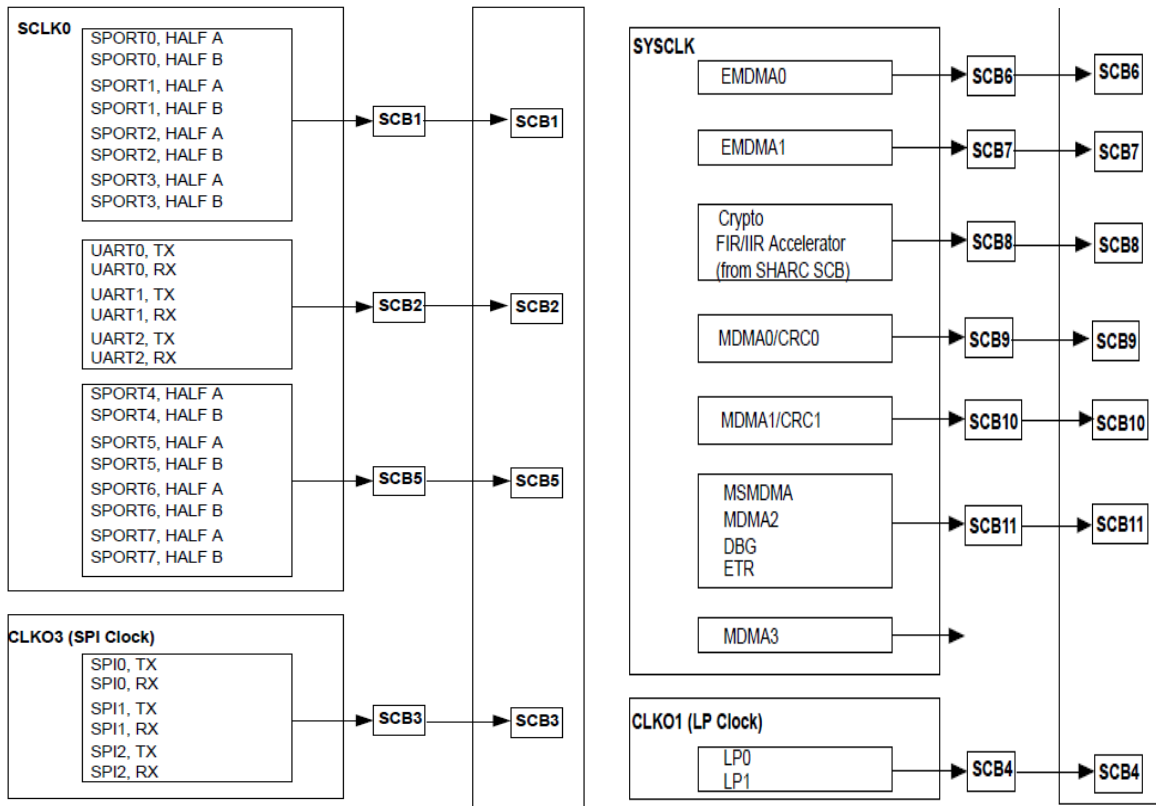 SCLK0
SPORT0, HALF A
SPORT0, HALF B
SPORT1, HALF A
SPORT1, HALF B
SPORT2, HALF A
SPORT2, HALF B
SPORT3, HALF A
SPORT3, HALF B
SCB1
SCB1
UART0, TX
UART0, RX
UART1, TX
UART1, RX
UART2, TX
UART2, RX
SCB2
SCB2
SPORT4, HALF A
SPORT4, HALF B
SPORT5, HALF A
SPORT5, HALF B
SPORT6, HALF A
SPORT6, HALF B
SPORT7, HALF A
SPORT7, HALF B
SCB5
SCB5
CLKO3 (SPI Clock)
SPI0, TX
SPI0, RX
SPI1, TX
SPI1, RX
SPI2, TX
SPI2, RX
SCB3
SCB3
SYSCLK
EMDMA0
SCB6
SCB6
EMDMA1
SCB7
SCB7
Crypto
FIR/IIR Accelerator
(from SHARC SCB)
SCB8
SCB8
MDMA0/CRC0
SCB9
SCB9
MDMA1/CRC1
SCB10
SCB10
MSMDMA
MDMA2
DBG
ETR
SCB11
SCB11
MDMA3
CLKO1 (LP Clock)
LP0
LP1
SCB4
SCB4